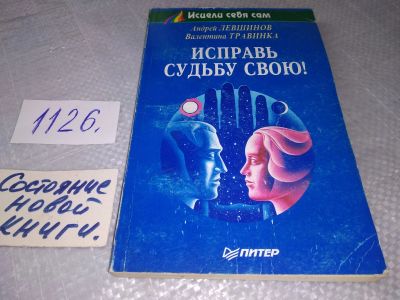 Исцели себя сам
Андрей ЛЕВШИНОВ
Валентина ТРАВИНКА
ИСПРАВЬ
СУДЬБУ СВОЮ!
ПИТЕР
1126.
Состояние
новой
книги.